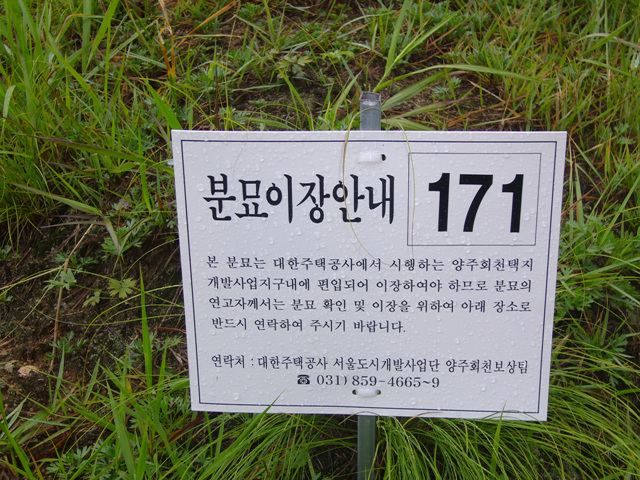 분묘이장안내 171
본 분묘는 대한주택공사에서 시행하는 양주회천택지
개발사업지구내에 편입되어 이장하여야 하므로 분묘의
연고자께서는 분묘 확인 및 이장을 위하여 아래 장소로
반드시 연락하여 주시기 바랍니다.
연락처 : 대한주택공사 서울도시개발사업단 양주회천보상팀
☎ 031) 859-4665~9